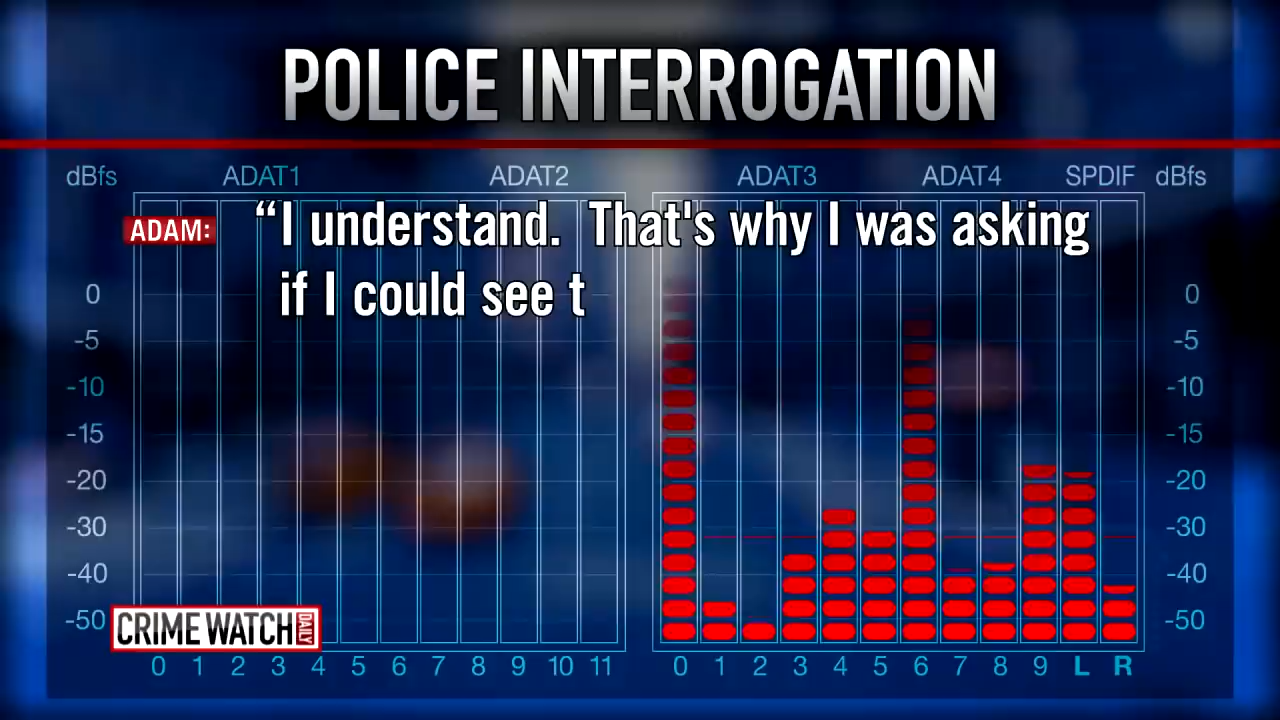 POLICE INTERROGATION
dBfs ADAT1 ADAT2 ADAT3 ADAT4 SPDIF dBfs
ADAM: “I understand. That's why I was asking
if I could see t
0 0
-5 -5
-10 -10
-15 -15
-20 -20
-30 -30
-40 -40
-50 -50
CRIME WATCH DAILY
0 1 2 3 4 5 6 7 8 9 10 11 0 1 2 3 4 5 6 7 8 9 L R